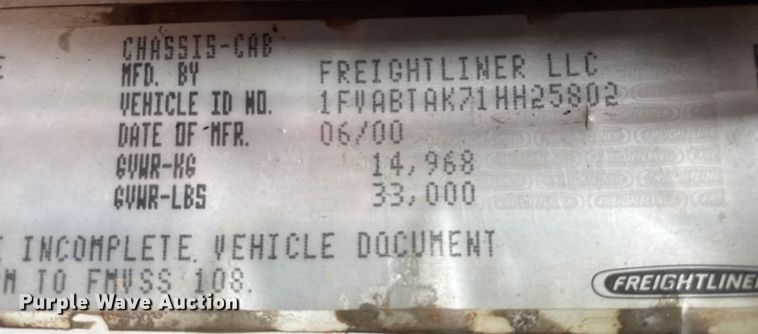 CHASSIS-CAB
MFD. BY FREIGHTLINER LLC
VEHICLE ID NO. 1FVABTAK71HH25802
DATE OF MFR. 06/00
GVWR-KG 14,968
GVWR-LBS 33,000
INCOMPLETE VEHICLE DOCUMENT
M TO FMVSS 108.
FREIGHTLINE
Purple Wave Auction